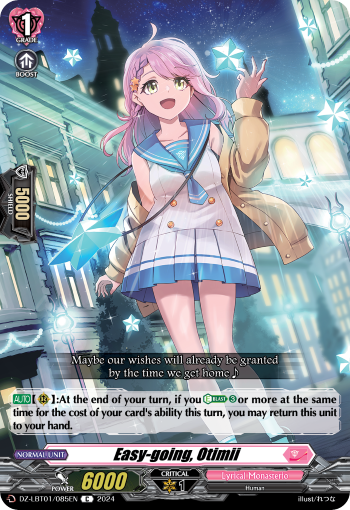 1
GRADE
BOOST
5000
SHIELD
Maybe our wishes will already be granted
by the time we get home♪
AUTO (R):At the end of your turn, if you BLAST 3 or more at the same
time for the cost of your card's ability this turn, you may return this unit
to your hand.
NORMAL UNIT
Easy-going, Otimii
Lyrical Monasterio
POWER 6000
CRITICAL
1
Human
D DZ-LBT01/085EN C 2024
illust/れつな